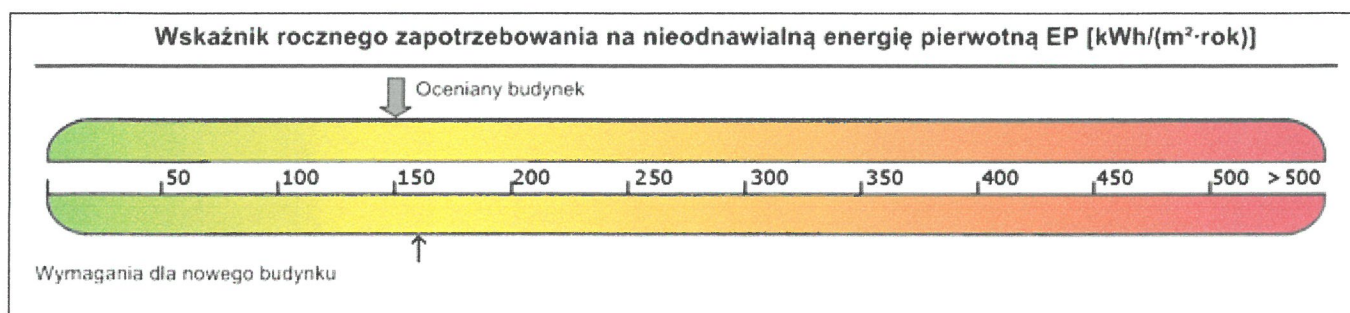 Wskaźnik rocznego zapotrzebowania na nieodnawialną energię pierwotną EP [kWh/(m²·rok)]
Oceniany budynek
50 100 150 200 250 300 350 400 450 500 > 500
Wymagania dla nowego budynku